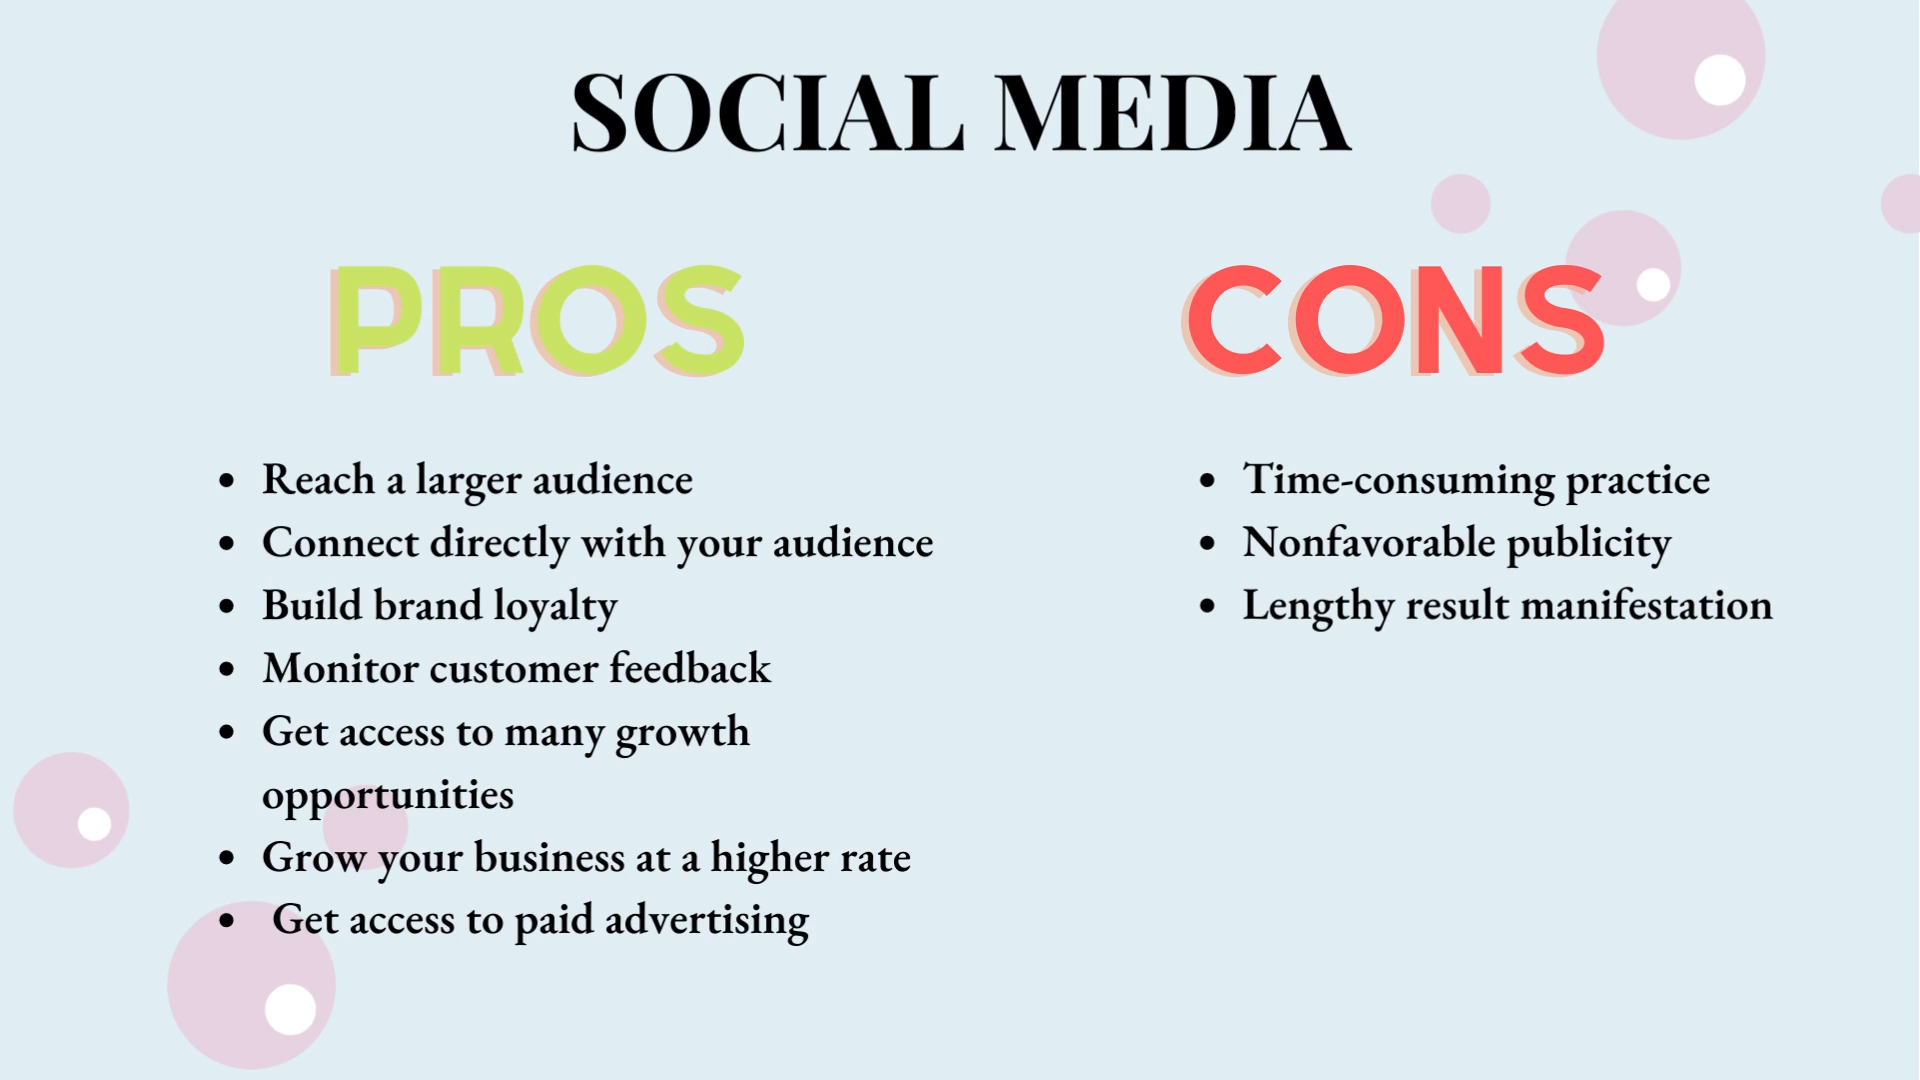 SOCIAL MEDIA
PROS
• Reach a larger audience
• Connect directly with your audience
• Build brand loyalty
• Monitor customer feedback
• Get access to many growth
opportunities
• Grow your business at a higher rate
• Get access to paid advertising
CONS
• Time-consuming practice
• Nonfavorable publicity
• Lengthy result manifestation